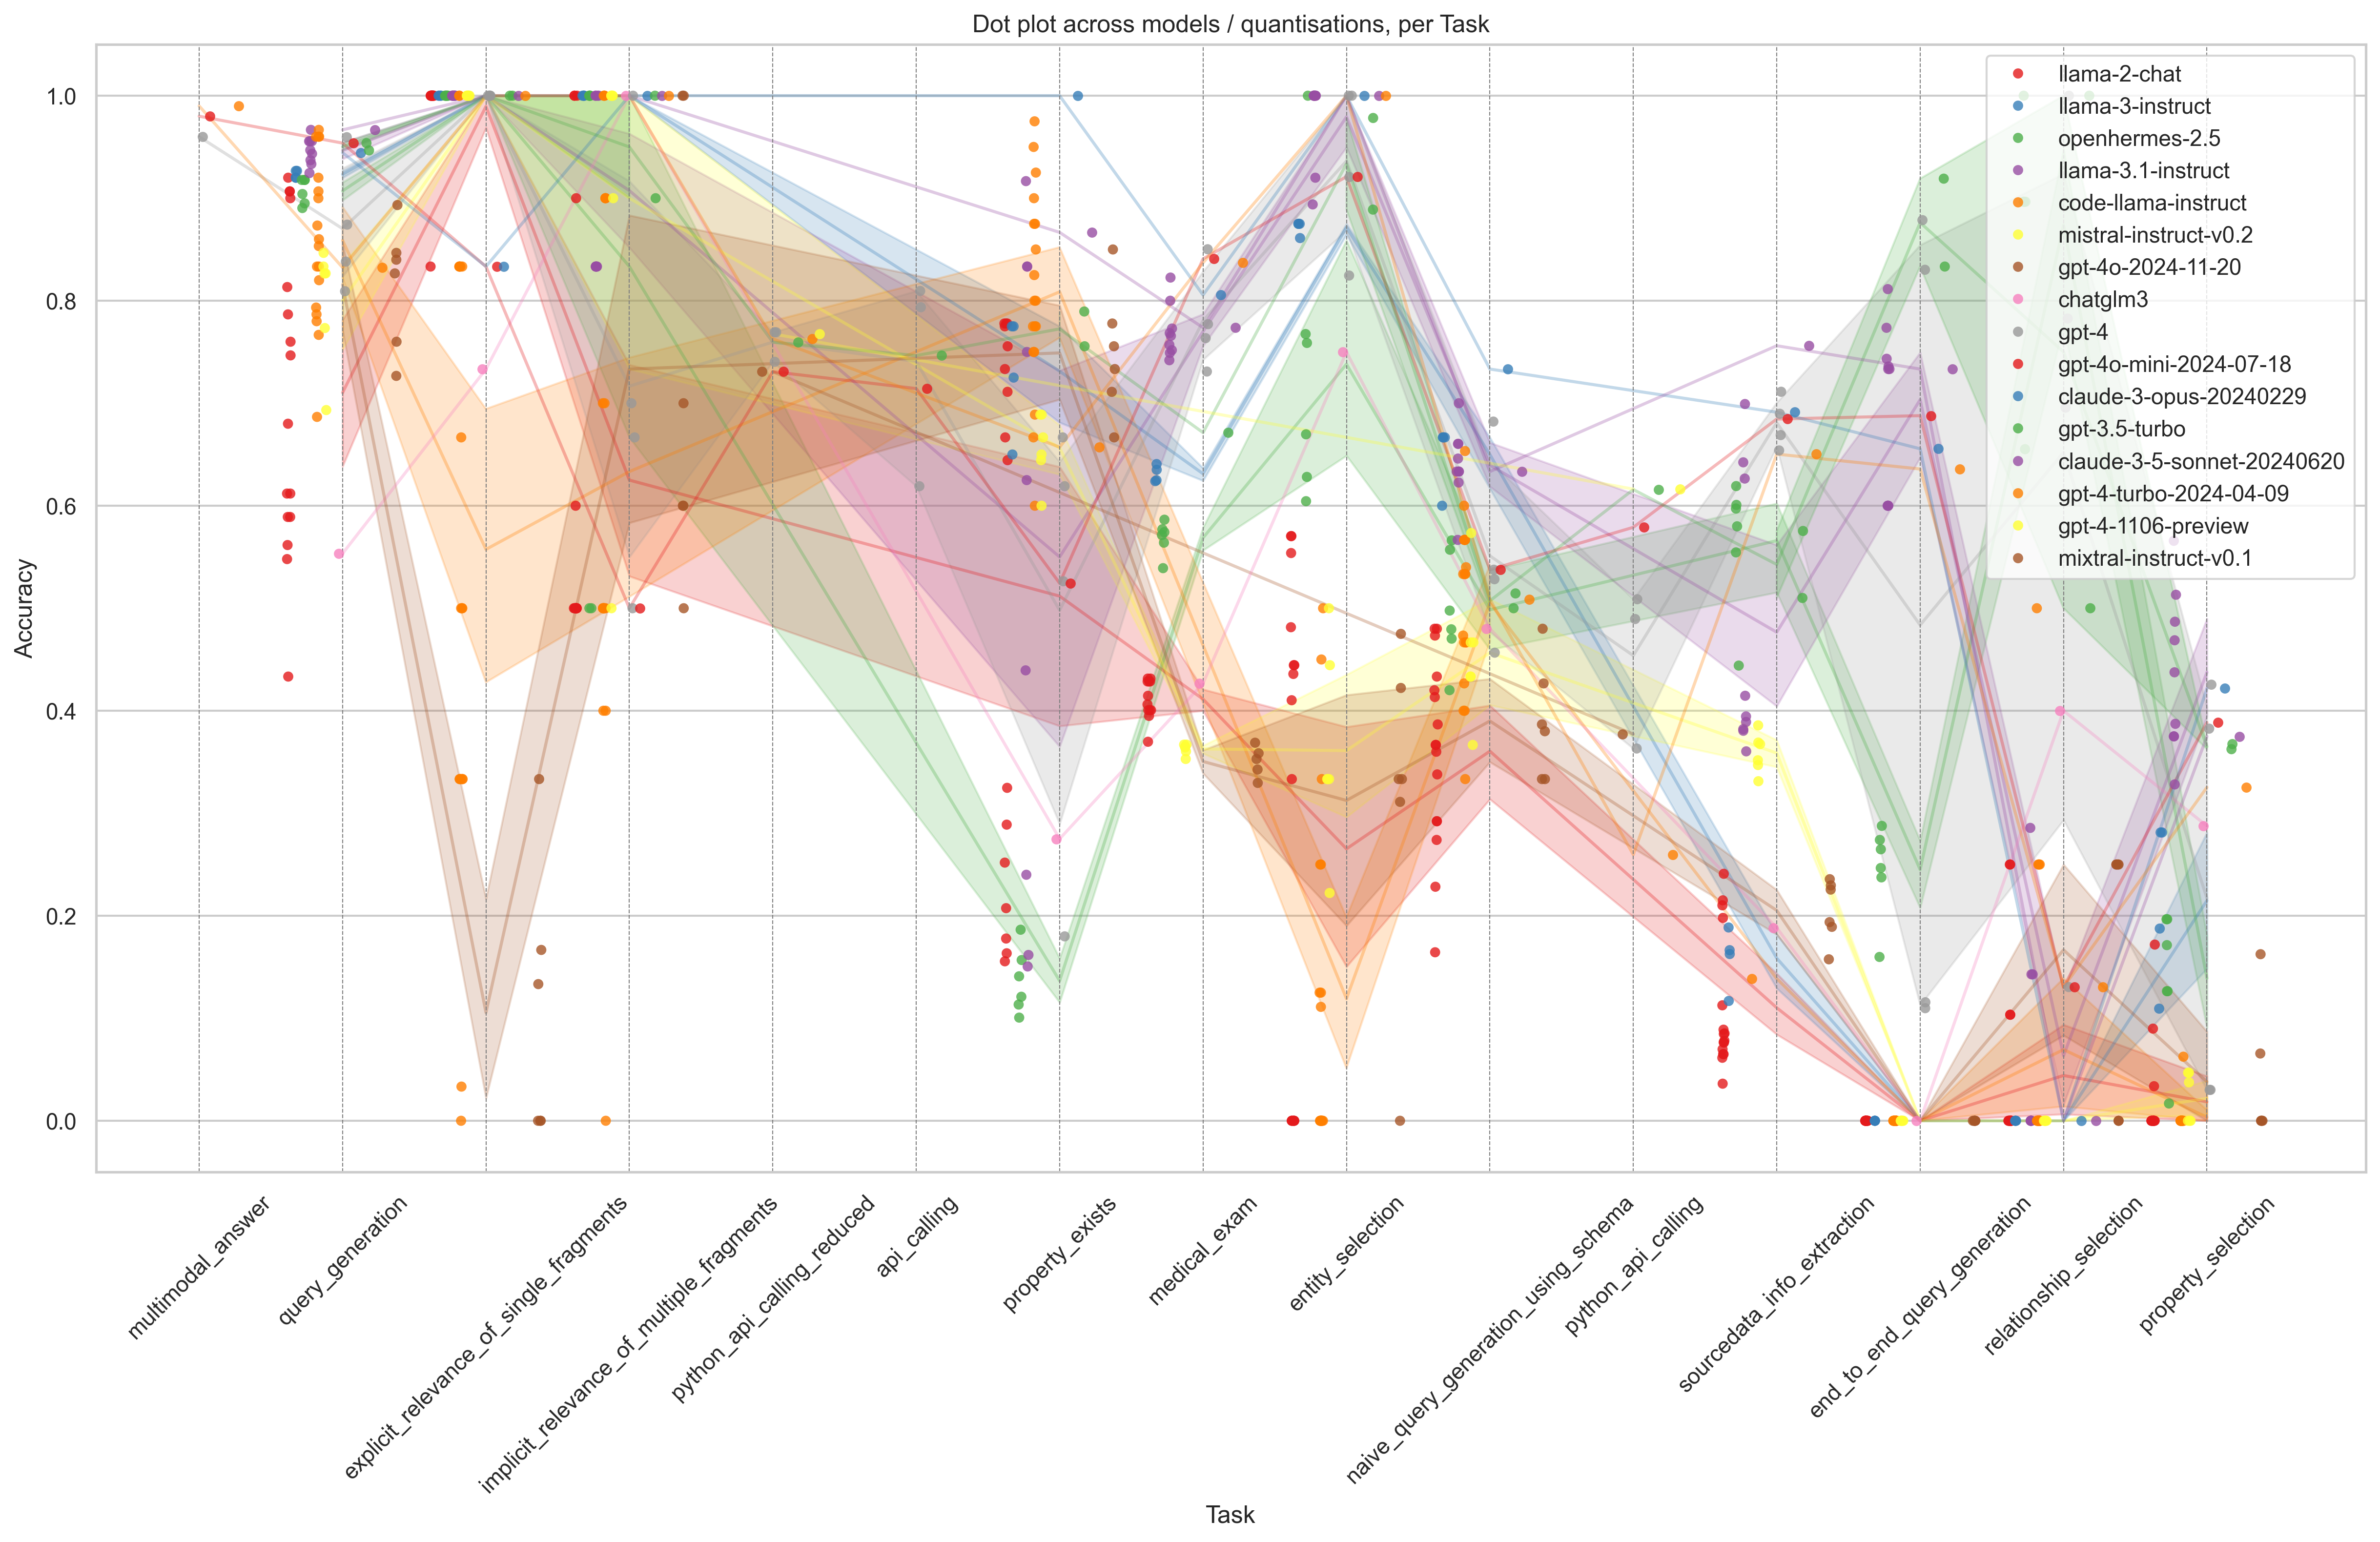 Dot plot across models / quantisations, per Task
llama-2-chat
llama-3-instruct
openhermes-2.5
llama-3.1-instruct
code-llama-instruct
mistral-instruct-v0.2
gpt-4o-2024-11-20
chatglm3
gpt-4
gpt-4o-mini-2024-07-18
claude-3-opus-20240229
gpt-3.5-turbo
claude-3-5-sonnet-20240620
gpt-4-turbo-2024-04-09
gpt-4-1106-preview
mixtral-instruct-v0.1
Accuracy
1.0
0.8
0.6
0.4
0.2
0.0
multimodal_answer
query_generation
explicit_relevance_of_single_fragments
implicit_relevance_of_multiple_fragments
python_api_calling_reduced
api_calling
property_exists
medical_exam
entity_selection
naive_query_generation_using_schema
python_api_calling
sourcedata_info_extraction
end_to_end_query_generation
relationship_selection
property_selection
Task